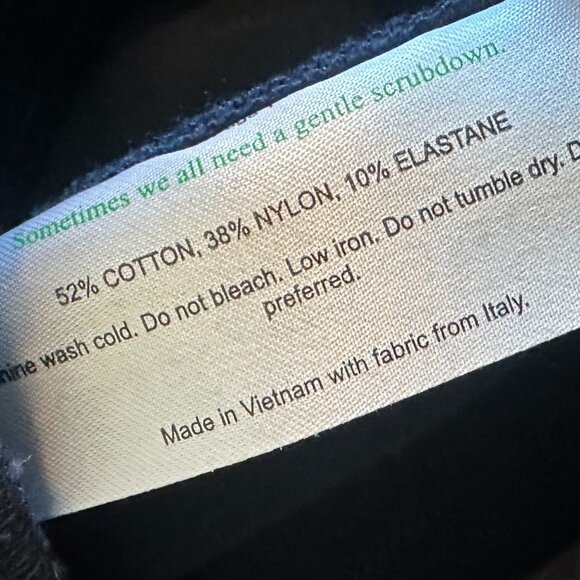 Sometimes we all need a gentle scrubdown.
52% COTTON, 38% NYLON, 10% ELASTANE
wash cold. Do not bleach. Low iron. Do not tumble dry.
preferred.
Made in Vietnam with fabric from Italy.